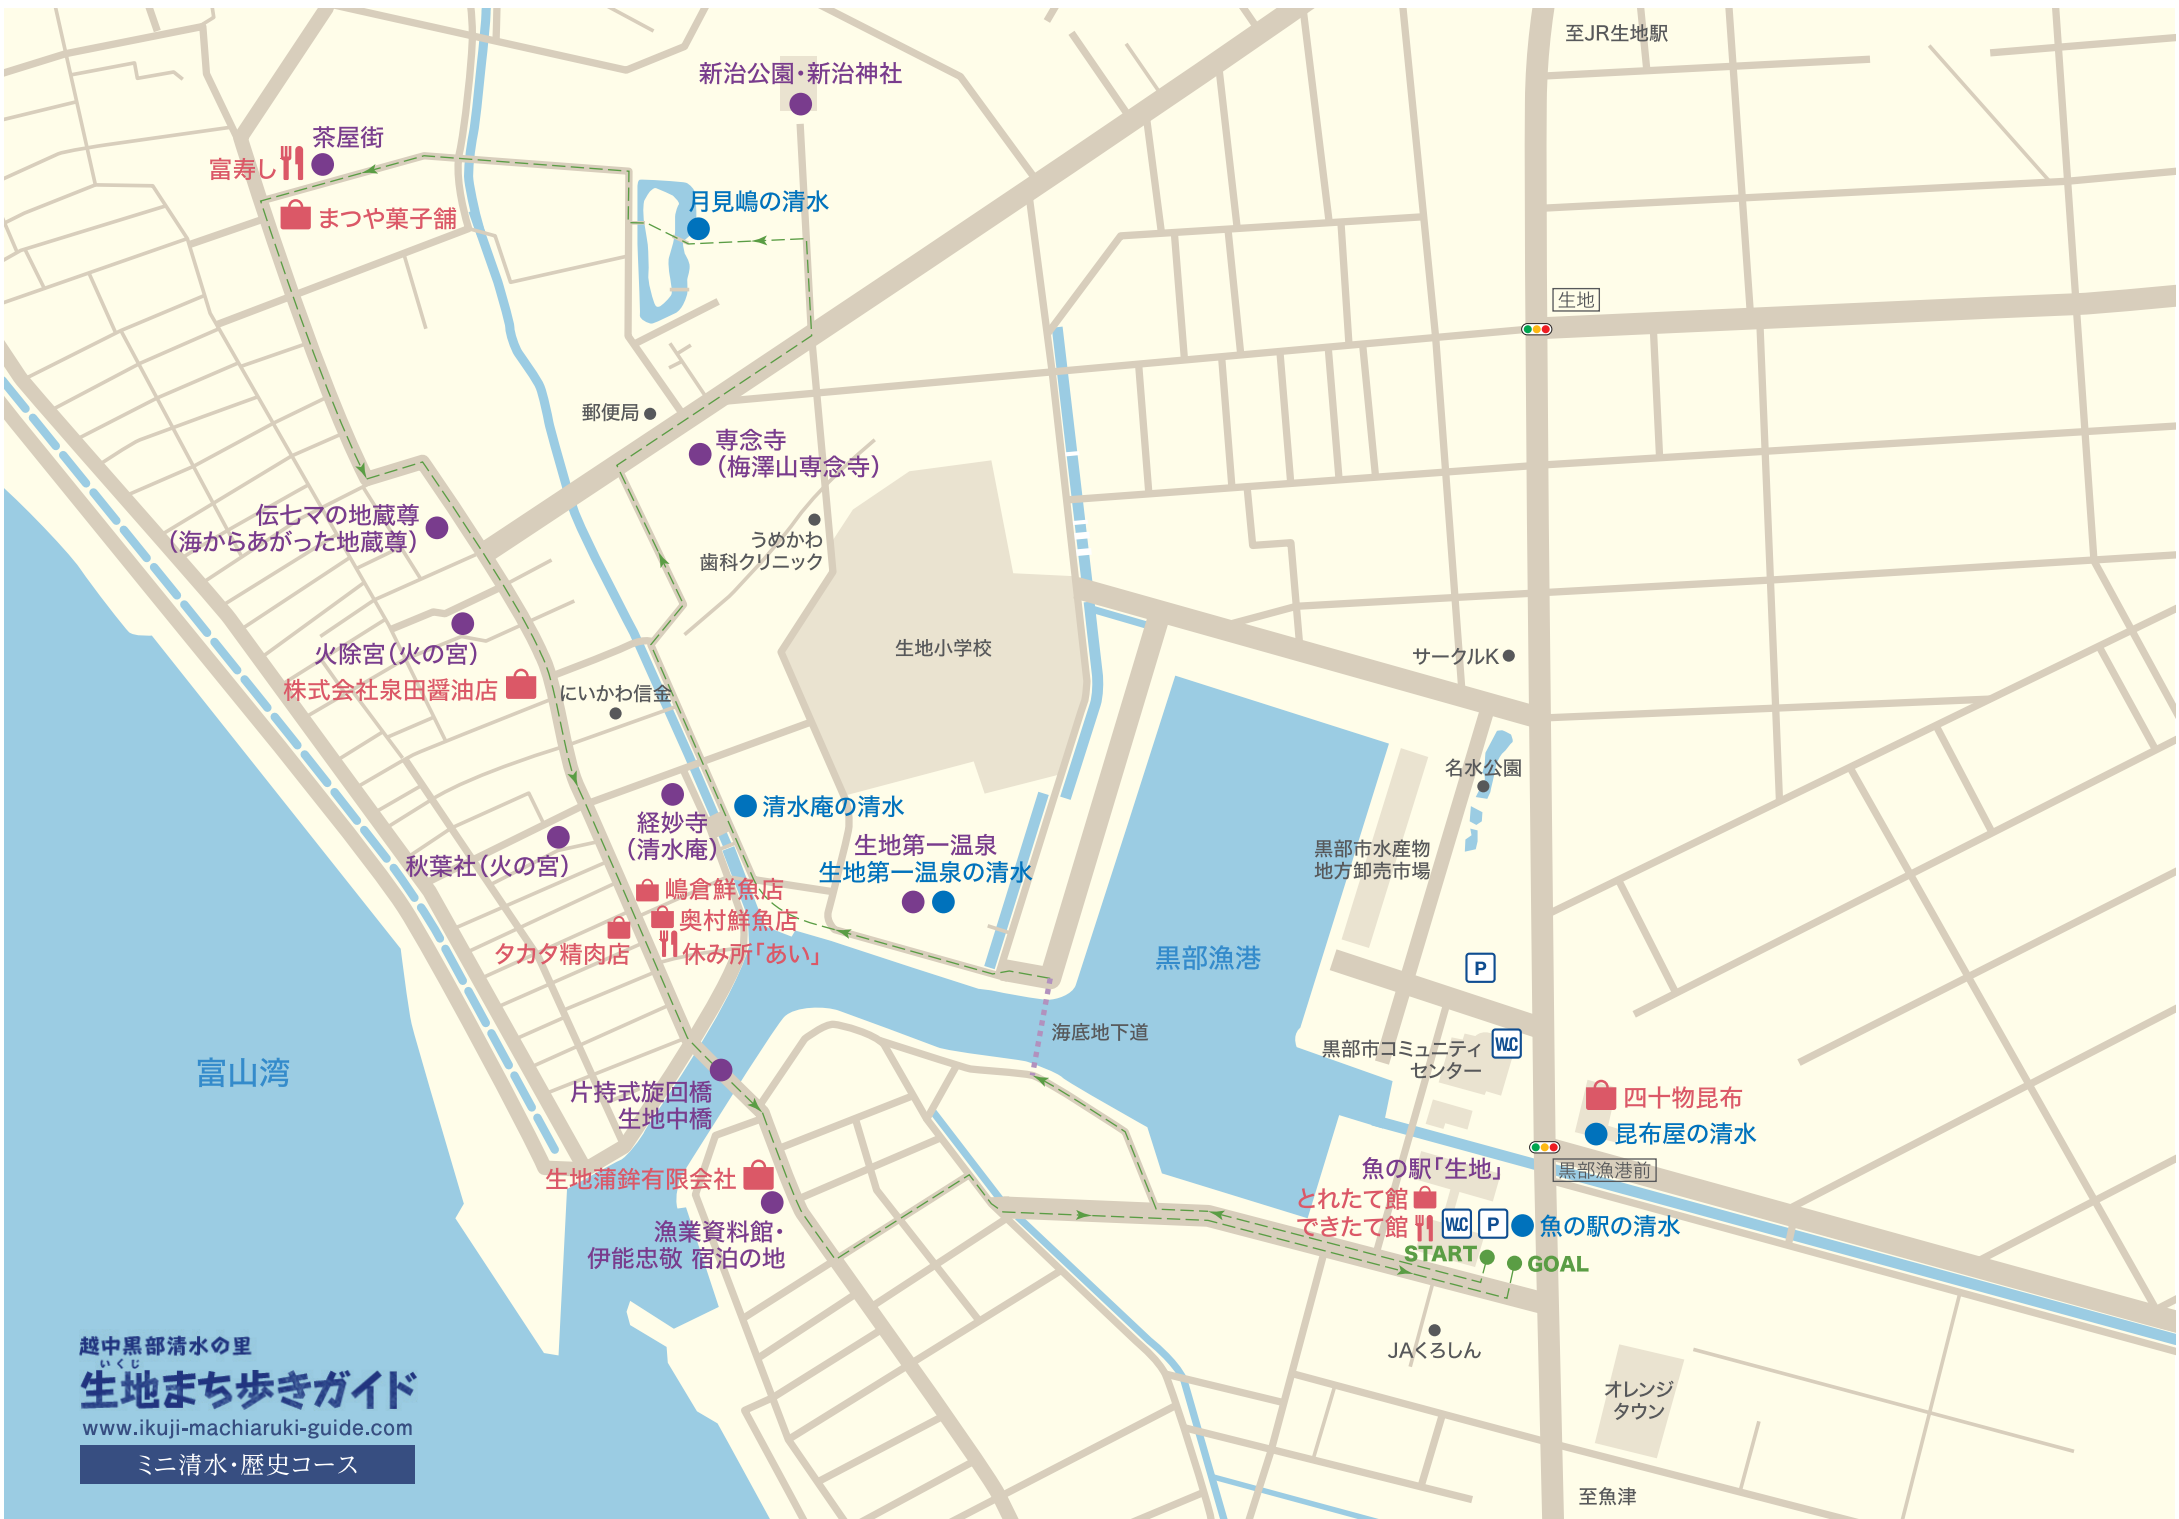 至JR生地駅
新治公園・新治神社
茶屋街
富寿し
月見嶋の清水
まつや菓子舗
生地
郵便局
専念寺
（梅澤山専念寺）
伝七マの地蔵尊
（海からあがった地蔵尊）
うめかわ
歯科クリニック
火除宮（火の宮）
生地小学校
サークルK
株式会社泉田醤油店
にいかわ信金
名水公園
経妙寺
（清水庵）
清水庵の清水
秋葉社（火の宮）
生地第一温泉
生地第一温泉の清水
黒部市水産物
地方卸売市場
嶋倉鮮魚店
奥村鮮魚店
タカタ精肉店
休み所「あい」
黒部漁港
P
海底地下道
黒部市コミュニティ
センター
W.C
富山湾
片持式旋回橋
生地中橋
四十物昆布
昆布屋の清水
黒部漁港前
生地蒲鉾有限会社
魚の駅「生地」
とれたて館
できたて館
W.C
P
魚の駅の清水
漁業資料館・
伊能忠敬 宿泊の地
START
GOAL
JAくろしん
オレンジ
タウン
至魚津
越中黒部清水の里
いくじ
生地まち歩きガイド
www.ikuji-machiaruki-guide.com
ミニ清水・歴史コース